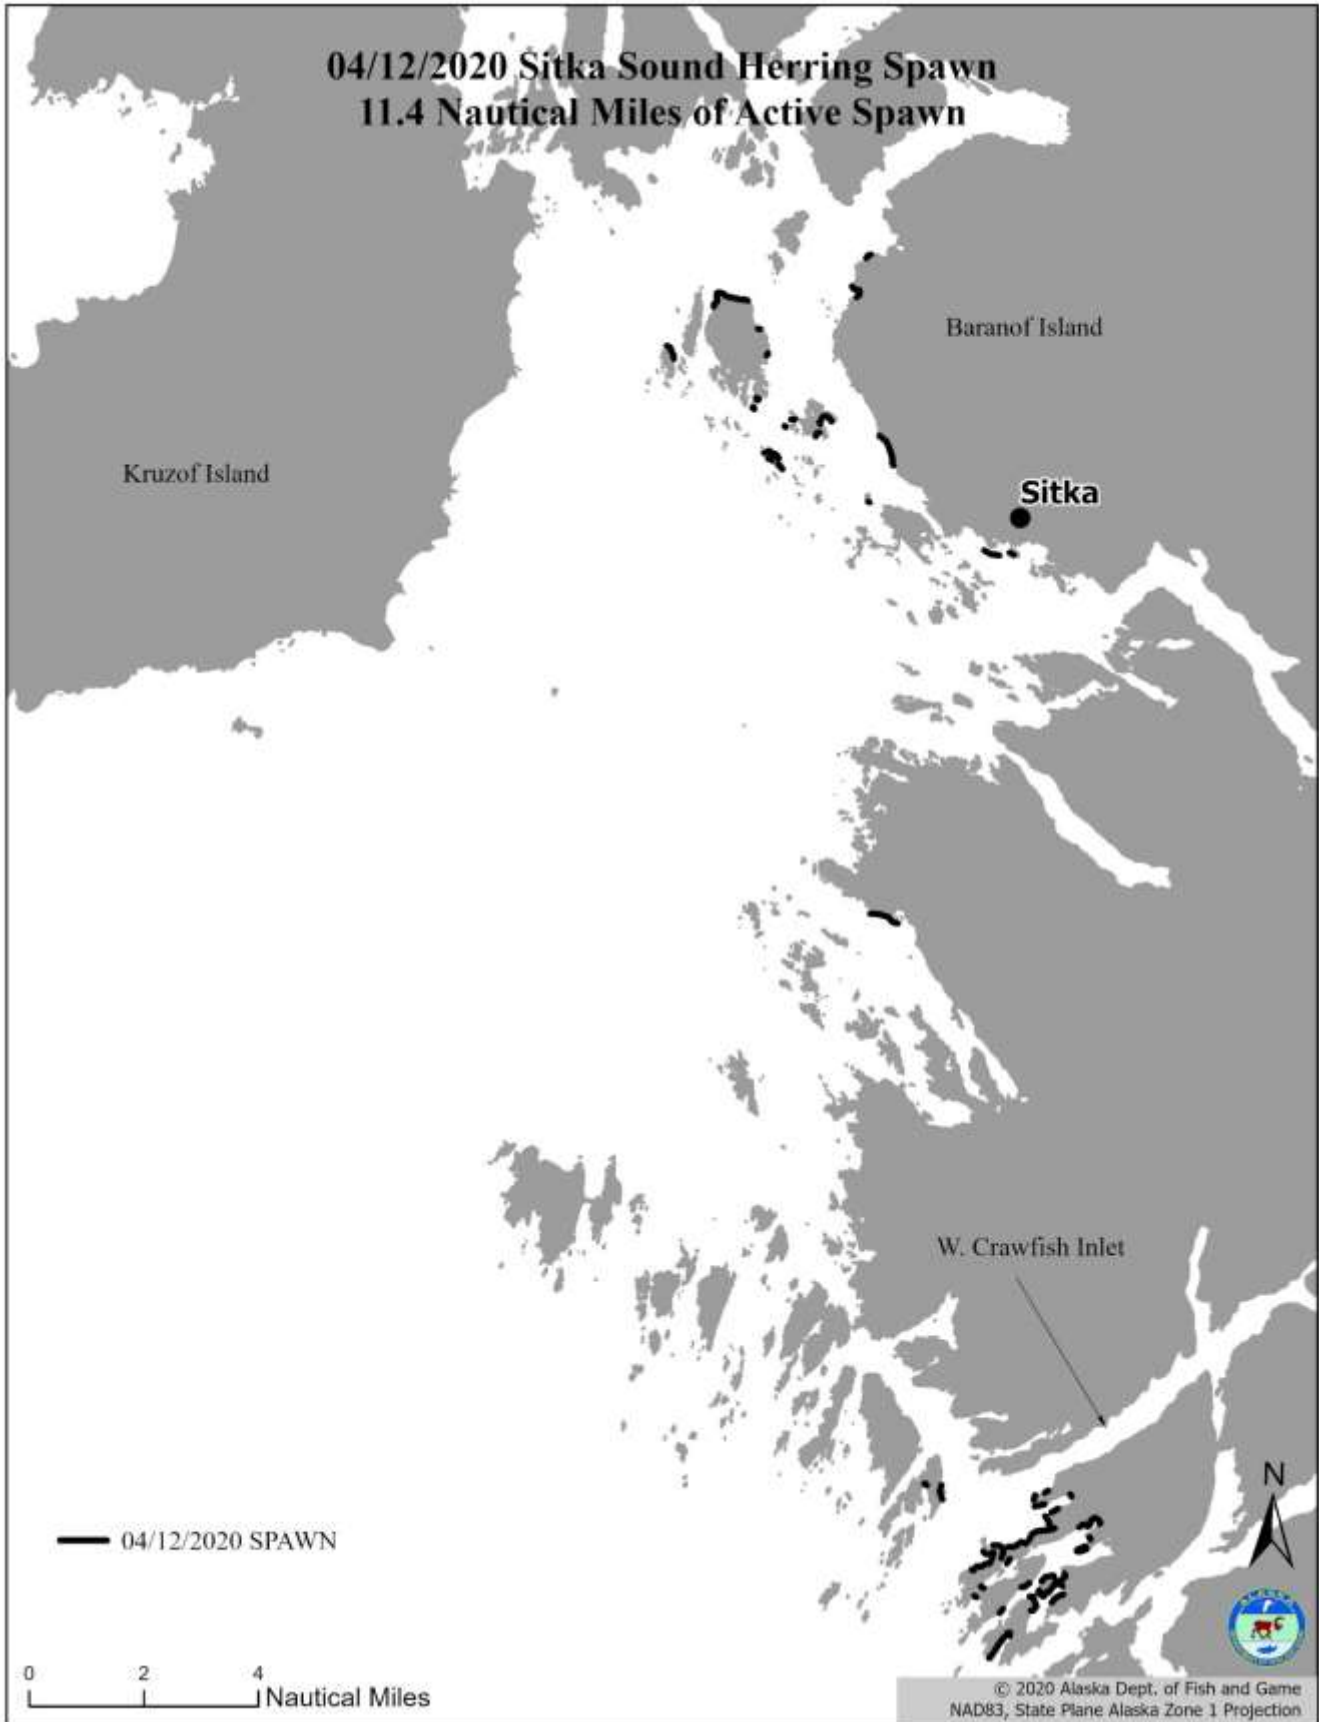 04/12/2020 Sitka Sound Herring Spawn
11.4 Nautical Miles of Active Spawn
Baranof Island
Kruzof Island
Sitka
W. Crawfish Inlet
N
04/12/2020 SPAWN
ALASKA
0 2 4
Nautical Miles
© 2020 Alaska Dept. of Fish and Game
NAD83, State Plane Alaska Zone 1 Projection